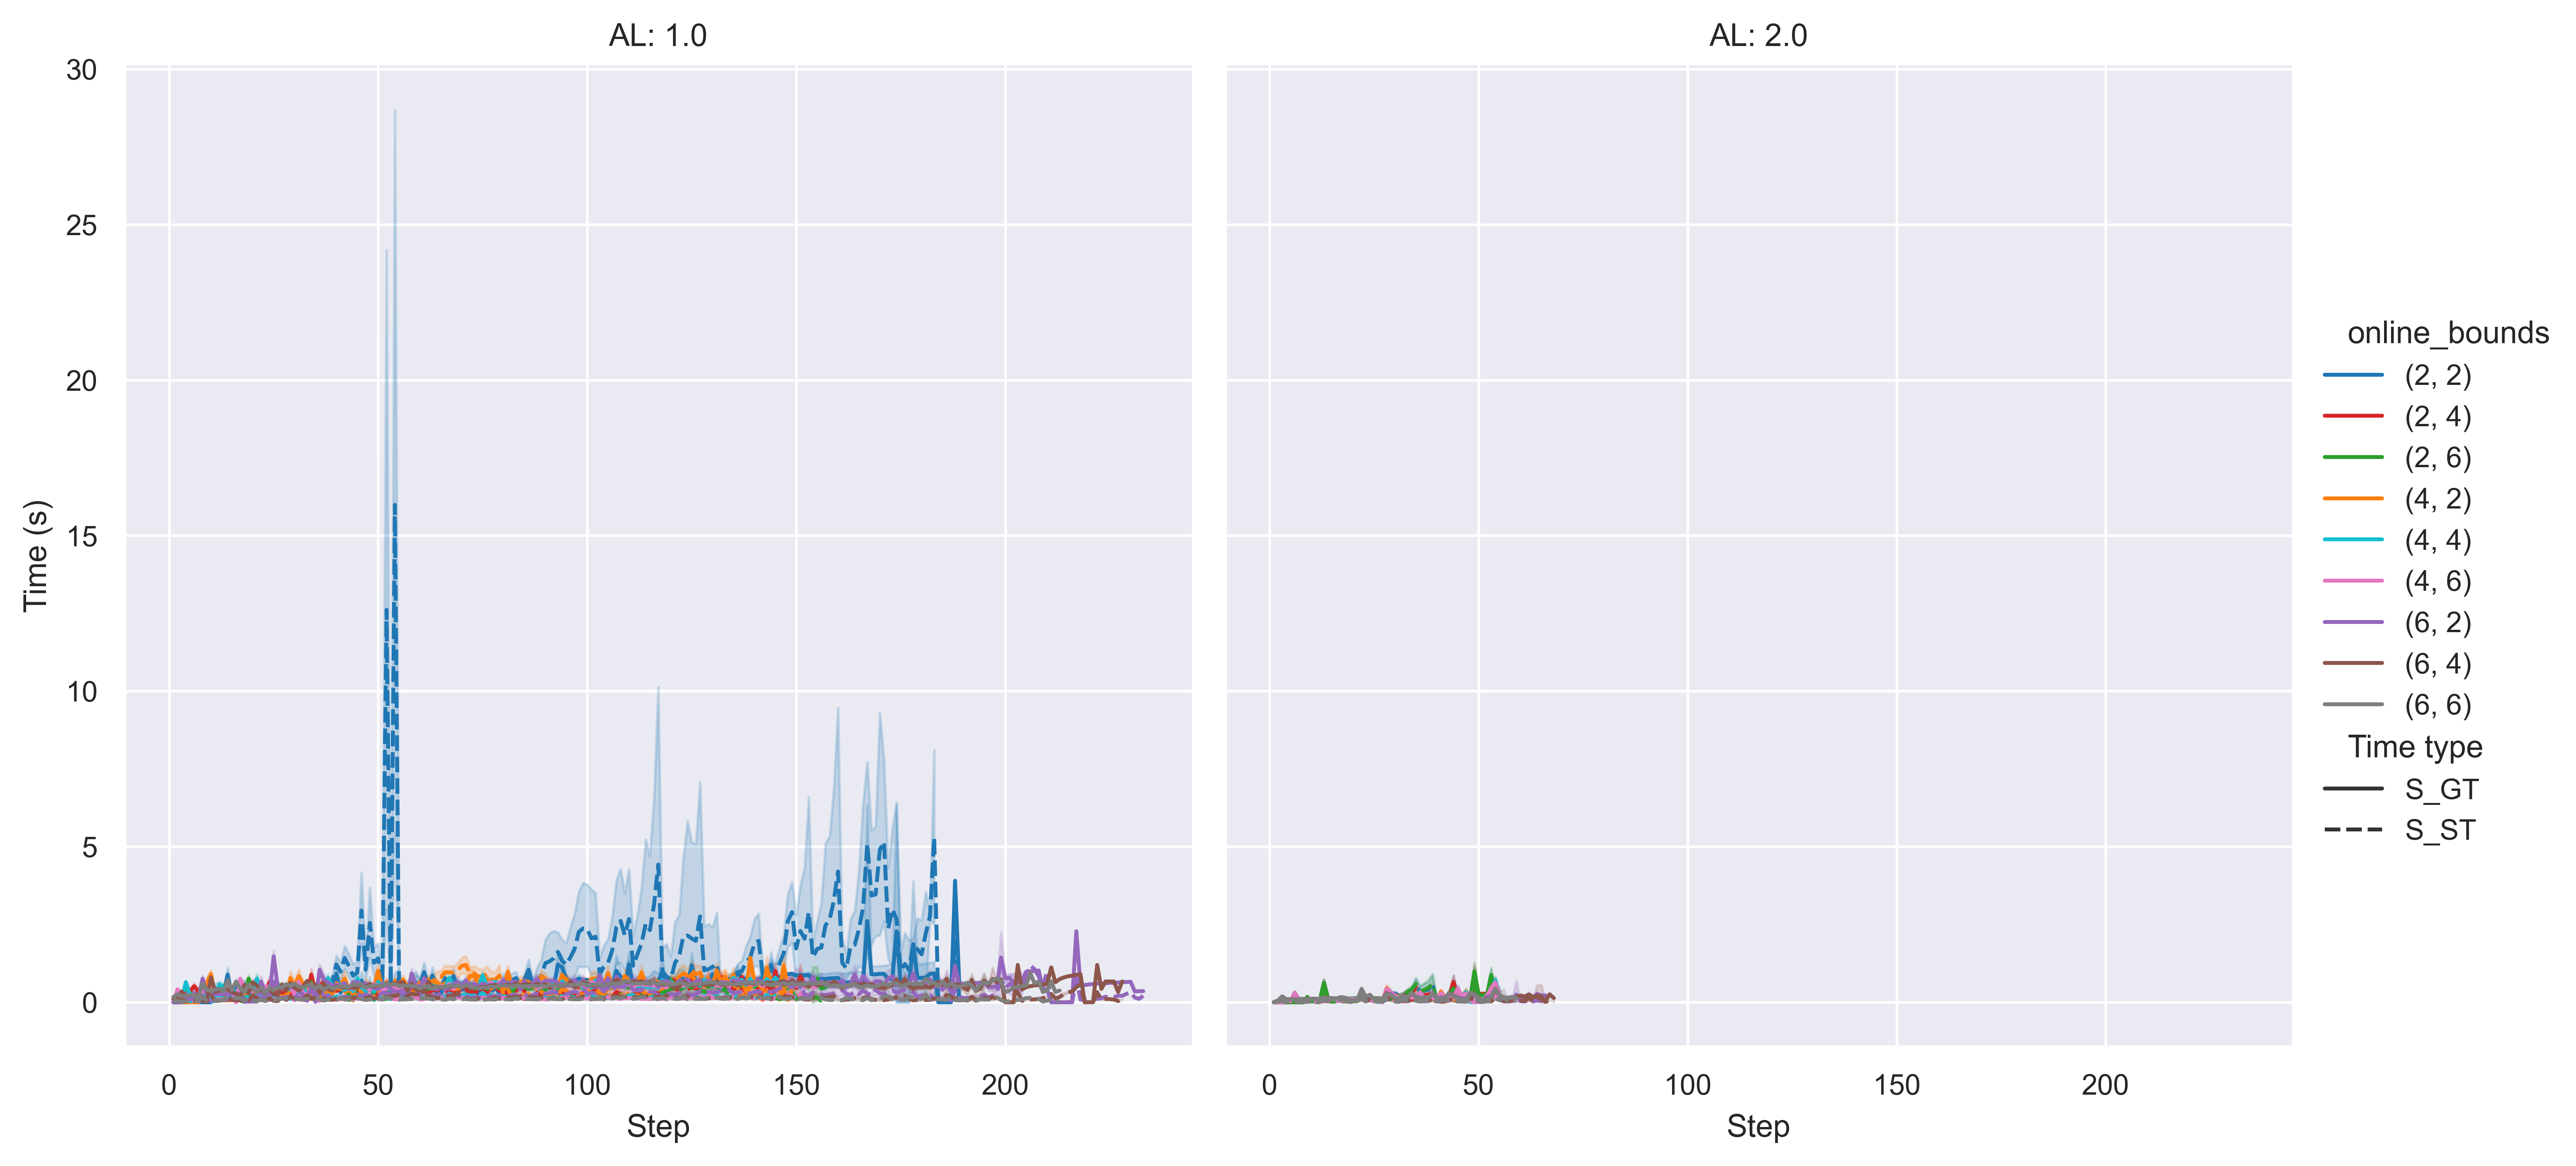 AL: 1.0
AL: 2.0
30
25
20
15
10
5
0
Time (s)
0
50
100
150
200
Step
0
50
100
150
200
Step
online_bounds
(2, 2)
(2, 4)
(2, 6)
(4, 2)
(4, 4)
(4, 6)
(6, 2)
(6, 4)
(6, 6)
Time type
S_GT
S_ST